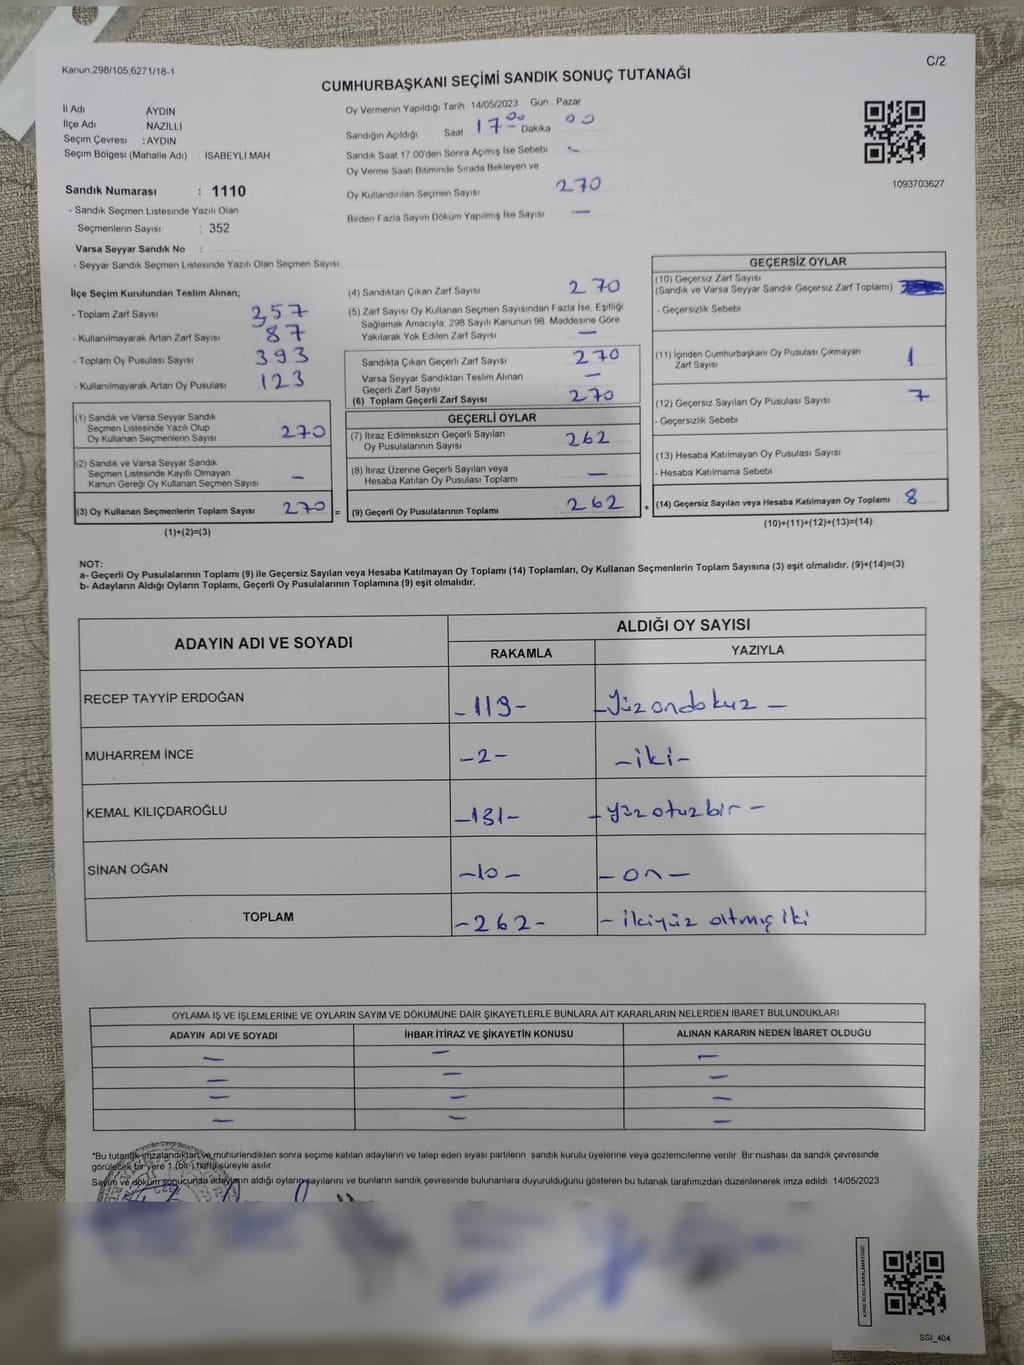 Kanun;298/105,6271/18-1
C/2
CUMHURBAŞKANI SEÇİMİ SANDIK SONUÇ TUTANAĞI
İl Adı AYDIN
İlçe Adı NAZİLLİ
Seçim Çevresi : AYDIN
Seçim Bölgesi (Mahalle Adı) İSABEYLİ MAH
Sandık Numarası : 1110
- Sandık Seçmen Listesinde Yazılı Olan
Seçmenlerin Sayısı : 352
Varsa Seyyar Sandık No :
- Seyyar Sandık Seçmen Listesinde Yazılı Olan Seçmen Sayısı
Oy Vermenin Yapıldığı Tarih 14/05/2023 Gün Pazar
Sandığın Açıldığı Saat 17 00 Dakika 00
Sandık Saat 17 00'den Sonra Açımış İse Sebebi -
Oy Verme Saati Bitiminde Sırada Bekleyen ve
Oy Kullandırılan Seçmen Sayısı 270
Birden Fazla Sayım Döküm Yapılmış İse Sayısı —
1093703627
İlçe Seçim Kurulundan Teslim Alınan;
- Toplam Zarf Sayısı 357
- Kullanılmayarak Artan Zarf Sayısı 87
- Toplam Oy Pusulası Sayısı 393
- Kullanılmayarak Artan Oy Pusulası 123
(1) Sandık ve Varsa Seyyar Sandık
Seçmen Listesinde Yazılı Olup
Oy Kullanan Seçmenlerin Sayısı 270
(2) Sandık ve Varsa Seyyar Sandık
Seçmen Listesinde Kayıtlı Olmayan
Kanun Gereği Oy Kullanan Seçmen Sayısı -
(3) Oy Kullanan Seçmenlerin Toplam Sayısı 270 =
(1)+(2)=(3)
(4) Sandıktan Çıkan Zarf Sayısı 270
(5) Zarf Sayısı Oy Kullanan Seçmen Sayısından Fazla İse, Eşitliği
Sağlamak Amacıyla, 298 Sayılı Kanunun 98. Maddesine Göre
Yakılarak Yok Edilen Zarf Sayısı —
Sandıkta Çıkan Geçerli Zarf Sayısı 270
Varsa Seyyar Sandıktan Teslim Alınan
Geçerli Zarf Sayısı —
(6) Toplam Geçerli Zarf Sayısı 270
GEÇERLİ OYLAR
(7) İtiraz Edilmeksizin Geçerli Sayılan
Oy Pusulalarının Sayısı 262
(8) İtiraz Üzerine Geçerli Sayılan veya
Hesaba Katılan Oy Pusulası Toplamı —
(9) Geçerli Oy Pusulalarının Toplamı 262 +
GEÇERSİZ OYLAR
(10) Geçersiz Zarf Sayısı
(Sandık ve Varsa Seyyar Sandık Geçersiz Zarf Toplamı)
- Geçersizlik Sebebi
(11) İçinden Cumhurbaşkanı Oy Pusulası Çıkmayan
Zarf Sayısı 1
(12) Geçersiz Sayılan Oy Pusulası Sayısı 7
- Geçersizlik Sebebi
(13) Hesaba Katılmayan Oy Pusulası Sayısı
- Hesaba Katılmama Sebebi
(14) Geçersiz Sayılan veya Hesaba Katılmayan Oy Toplamı 8
(10)+(11)+(12)+(13)=(14)
NOT:
a- Geçerli Oy Pusulalarının Toplamı (9) ile Geçersiz Sayılan veya Hesaba Katılmayan Oy Toplamı (14) Toplamları, Oy Kullanan Seçmenlerin Toplam Sayısına (3) eşit olmalıdır. (9)+(14)=(3)
b- Adayların Aldığı Oyların Toplamı, Geçerli Oy Pusulalarının Toplamına (9) eşit olmalıdır.
ADAYIN ADI VE SOYADI ALDIĞI OY SAYISI
RAKAMLA YAZIYLA
RECEP TAYYİP ERDOĞAN -119- -Yüz ondokuz-
MUHARREM İNCE -2- -iki-
KEMAL KILIÇDAROĞLU -131- -yüzotuzbir-
SİNAN OĞAN -10- -on-
TOPLAM -262- -ikiyüz altmış iki
OYLAMA İŞ VE İŞLEMLERİNE VE OYLARIN SAYIM VE DÖKÜMÜNE DAİR ŞİKAYETLERLE BUNLARA AİT KARARLARIN NELERDEN İBARET BULUNDUKLARI
ADAYIN ADI VE SOYADI İHBAR İTİRAZ VE ŞİKAYETİN KONUSU ALINAN KARARIN NEDEN İBARET OLDUĞU
— — —
— — —
— — —
— — —
"Bu tutanak imzalandıktan ve mühürlendikten sonra seçime katılan adayların ve talep eden siyasi partilerin sandık kurulu üyelerine veya gözlemcilerine verilir. Bir nüshası da sandık çevresinde
görülecek bir yere 1 (bir) hafta süreyle asılır.
Sayım ve döküm sonucunda adayların aldığı oyların sayılarını ve bunların sandık çevresinde bulunanlara duyurulduğunu gösteren bu tutanak tarafımızdan düzenlenerek imza edildi. 14/05/2023
KARE KODU KARALAMAYINIZ!
SSI_404